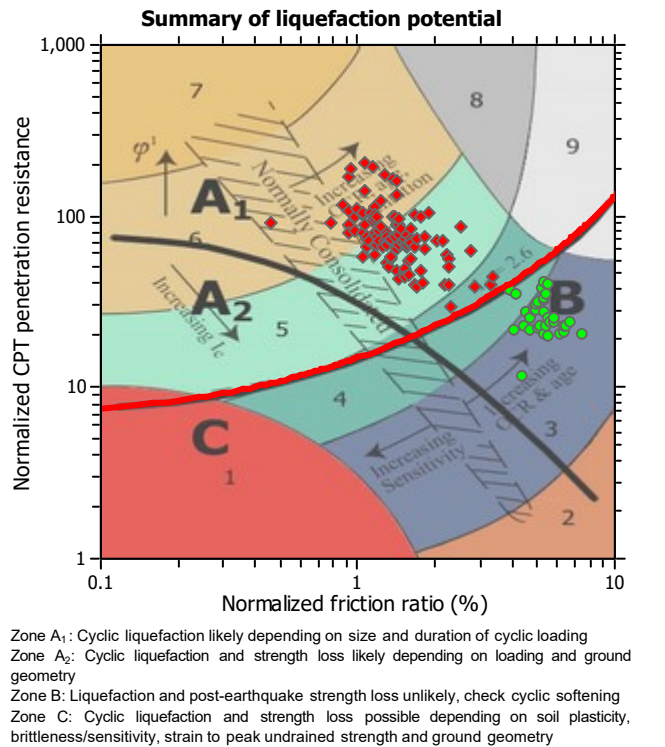 Summary of liquefaction potential
1,000
100
10
1
Normalized CPT penetration resistance
7
8
9
φ'
A1
6
A2
5
4
C
1
B
3
2
Increasing
Normally Consolidated
2.6
Increasing Ic
Increasing
OCR & age
Increasing
Sensitivity
0.1
1
10
Normalized friction ratio (%)
Zone A1: Cyclic liquefaction likely depending on size and duration of cyclic loading
Zone A2: Cyclic liquefaction and strength loss likely depending on loading and ground
geometry
Zone B: Liquefaction and post-earthquake strength loss unlikely, check cyclic softening
Zone C: Cyclic liquefaction and strength loss possible depending on soil plasticity,
brittleness/sensitivity, strain to peak undrained strength and ground geometry